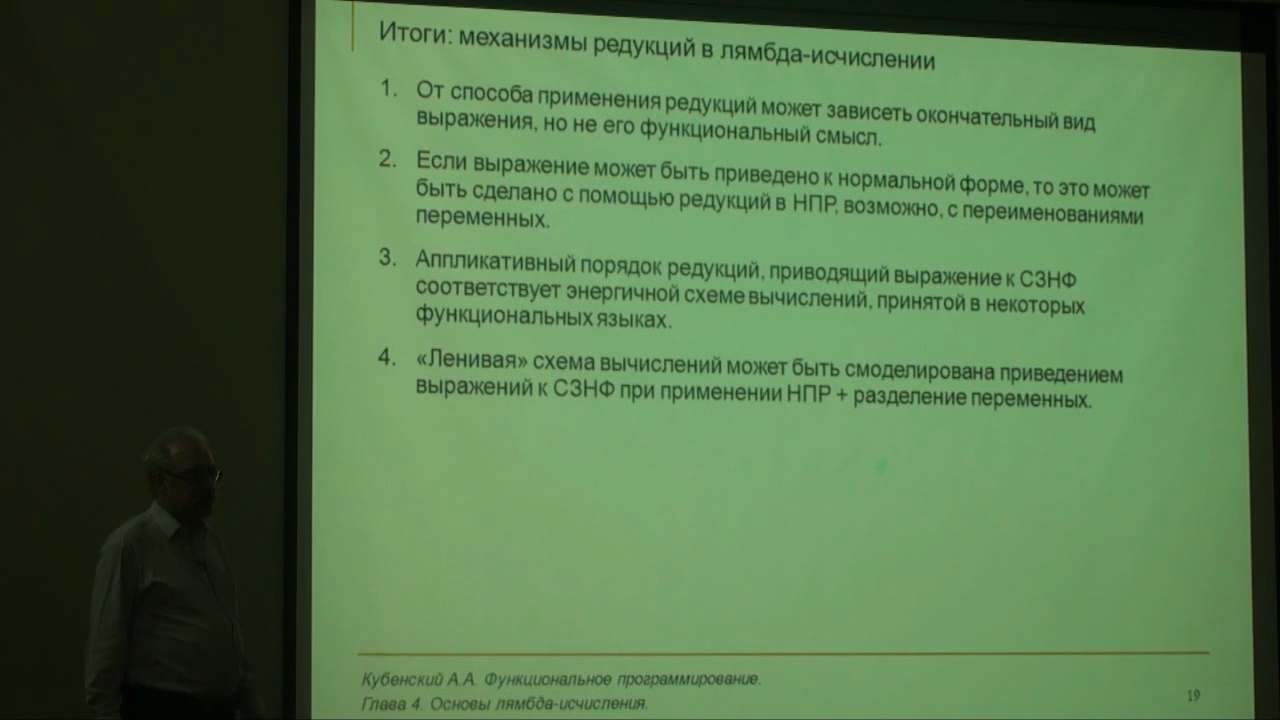 Итоги: механизмы редукций в лямбда-исчислении
1. От способа применения редукций может зависеть окончательный вид
выражения, но не его функциональный смысл.
2. Если выражение может быть приведено к нормальной форме, то это может
быть сделано с помощью редукций в НПР, возможно, с переименованиями
переменных.
3. Аппликативный порядок редукций, приводящий выражение к СЗНФ
соответствует энергичной схеме вычислений, принятой в некоторых
функциональных языках.
4. «Ленивая» схема вычислений может быть смоделирована приведением
выражений к СЗНФ при применении НПР + разделение переменных.
Кубенский А.А. Функциональное программирование.
Глава 4. Основы лямбда-исчисления.
19